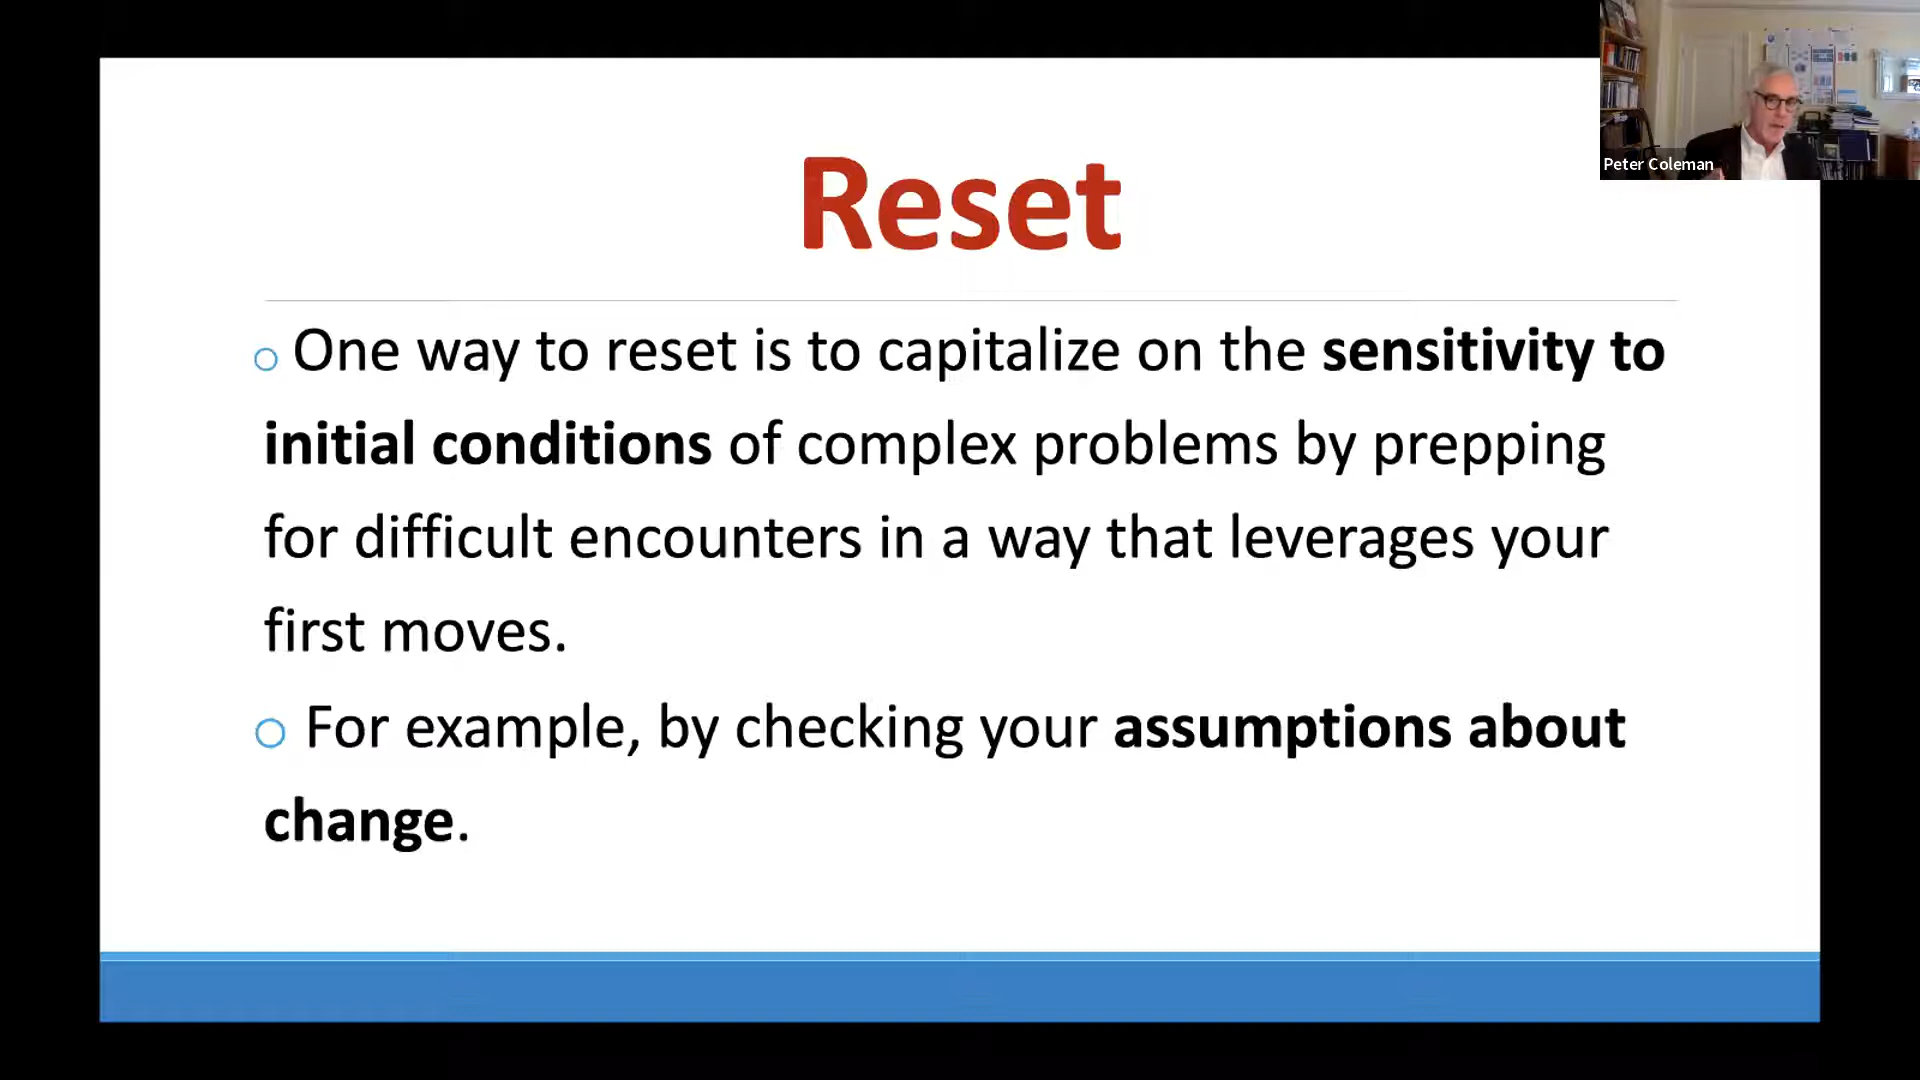 Peter Coleman
Reset
One way to reset is to capitalize on the sensitivity to
initial conditions of complex problems by prepping
for difficult encounters in a way that leverages your
first moves.
For example, by checking your assumptions about
change.